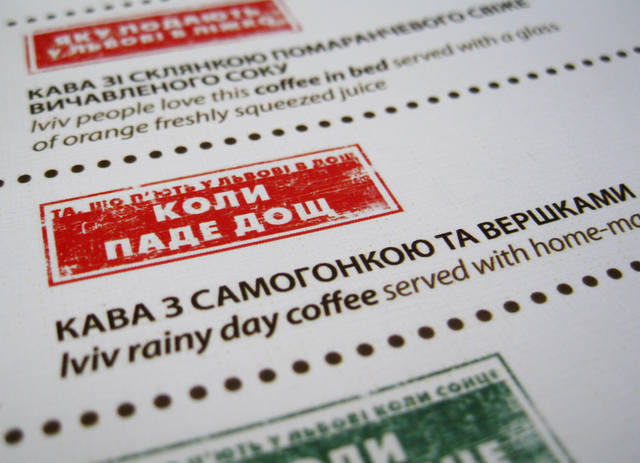 ЯКУ ПОДАЮТЬ
У ЛЬВОВІ В ЛІЖКО
КАВА ЗІ СКЛЯНКОЮ ПОМАРАНЧЕВОГО СВІЖЕ
ВИЧАВЛЕНОГО СОКУ
lviv people love this coffee in bed served with a glass
of orange freshly squeezed juice
ТА, ЩО П'ЮТЬ У ЛЬВОВІ В ДОЩ
КОЛИ
ПАДЕ ДОЩ
КАВА З САМОГОНКОЮ ТА ВЕРШКАМИ
lviv rainy day coffee served with home-m
П'ЮТЬ У ЛЬВОВІ КОЛИ СОНЦЕ